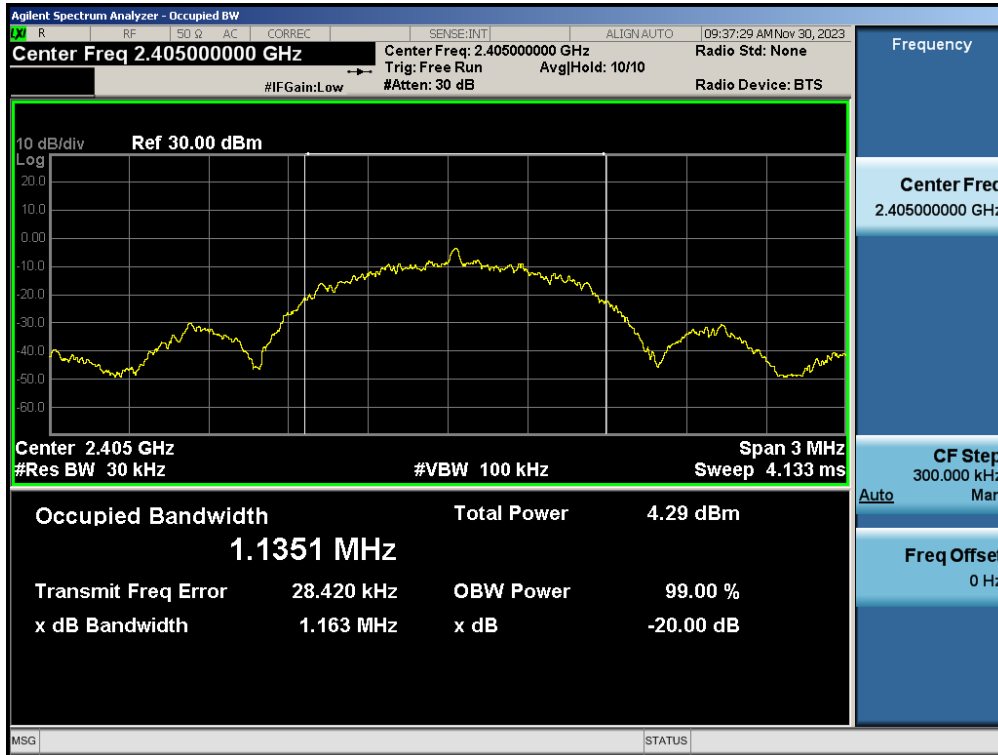 Agilent Spectrum Analyzer - Occupied BW
LXI R RF 50 Ω AC CORREC SENSE:INT ALIGN AUTO 09:37:29 AM Nov 30, 2023
Center Freq 2.405000000 GHz
Center Freq: 2.405000000 GHz
Radio Std: None
Trig: Free Run Avg|Hold: 10/10
#IFGain:Low
#Atten: 30 dB
Radio Device: BTS
10 dB/div Ref 30.00 dBm
Log
20.0
10.0
0.00
-10.0
-20.0
-30.0
-40.0
-50.0
-60.0
Center 2.405 GHz
Span 3 MHz
#Res BW 30 kHz
#VBW 100 kHz
Sweep 4.133 ms
Occupied Bandwidth
Total Power 4.29 dBm
1.1351 MHz
Transmit Freq Error 28.420 kHz
OBW Power 99.00 %
x dB Bandwidth 1.163 MHz
x dB -20.00 dB
Frequency
Center Freq
2.405000000 GHz
CF Step
300.000 kHz
Auto Man
Freq Offset
0 Hz
MSG
STATUS